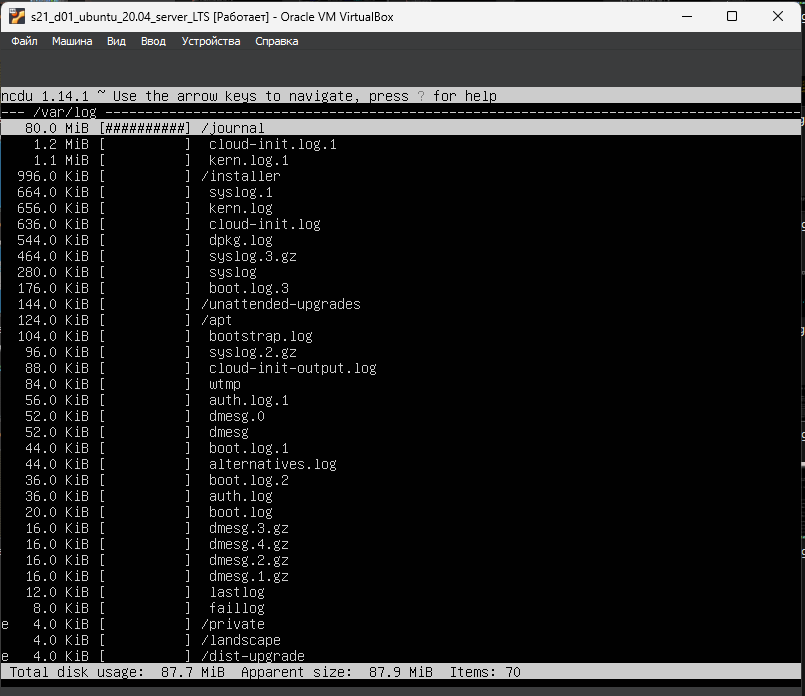 s21_d01_ubuntu_20.04_server_LTS [Работает] - Oracle VM VirtualBox
Файл Машина Вид Ввод Устройства Справка
ncdu 1.14.1 ~ Use the arrow keys to navigate, press ? for help
--- /var/log ---------------------------------------------------------------------------------------
80.0 MiB [##########] /journal
1.2 MiB [          ]  cloud-init.log.1
1.1 MiB [          ]  kern.log.1
996.0 KiB [          ] /installer
664.0 KiB [          ]  syslog.1
656.0 KiB [          ]  kern.log
636.0 KiB [          ]  cloud-init.log
544.0 KiB [          ]  dpkg.log
464.0 KiB [          ]  syslog.3.gz
280.0 KiB [          ]  syslog
176.0 KiB [          ]  boot.log.3
144.0 KiB [          ] /unattended-upgrades
124.0 KiB [          ] /apt
104.0 KiB [          ]  bootstrap.log
96.0 KiB [          ]  syslog.2.gz
88.0 KiB [          ]  cloud-init-output.log
84.0 KiB [          ]  wtmp
56.0 KiB [          ]  auth.log.1
52.0 KiB [          ]  dmesg.0
52.0 KiB [          ]  dmesg
44.0 KiB [          ]  boot.log.1
44.0 KiB [          ]  alternatives.log
36.0 KiB [          ]  boot.log.2
36.0 KiB [          ]  auth.log
20.0 KiB [          ]  boot.log
16.0 KiB [          ]  dmesg.3.gz
16.0 KiB [          ]  dmesg.4.gz
16.0 KiB [          ]  dmesg.2.gz
16.0 KiB [          ]  dmesg.1.gz
12.0 KiB [          ]  lastlog
8.0 KiB [          ]  faillog
e 4.0 KiB [          ] /private
4.0 KiB [          ] /landscape
e 4.0 KiB [          ] /dist-upgrade
Total disk usage: 87.7 MiB Apparent size: 87.9 MiB Items: 70